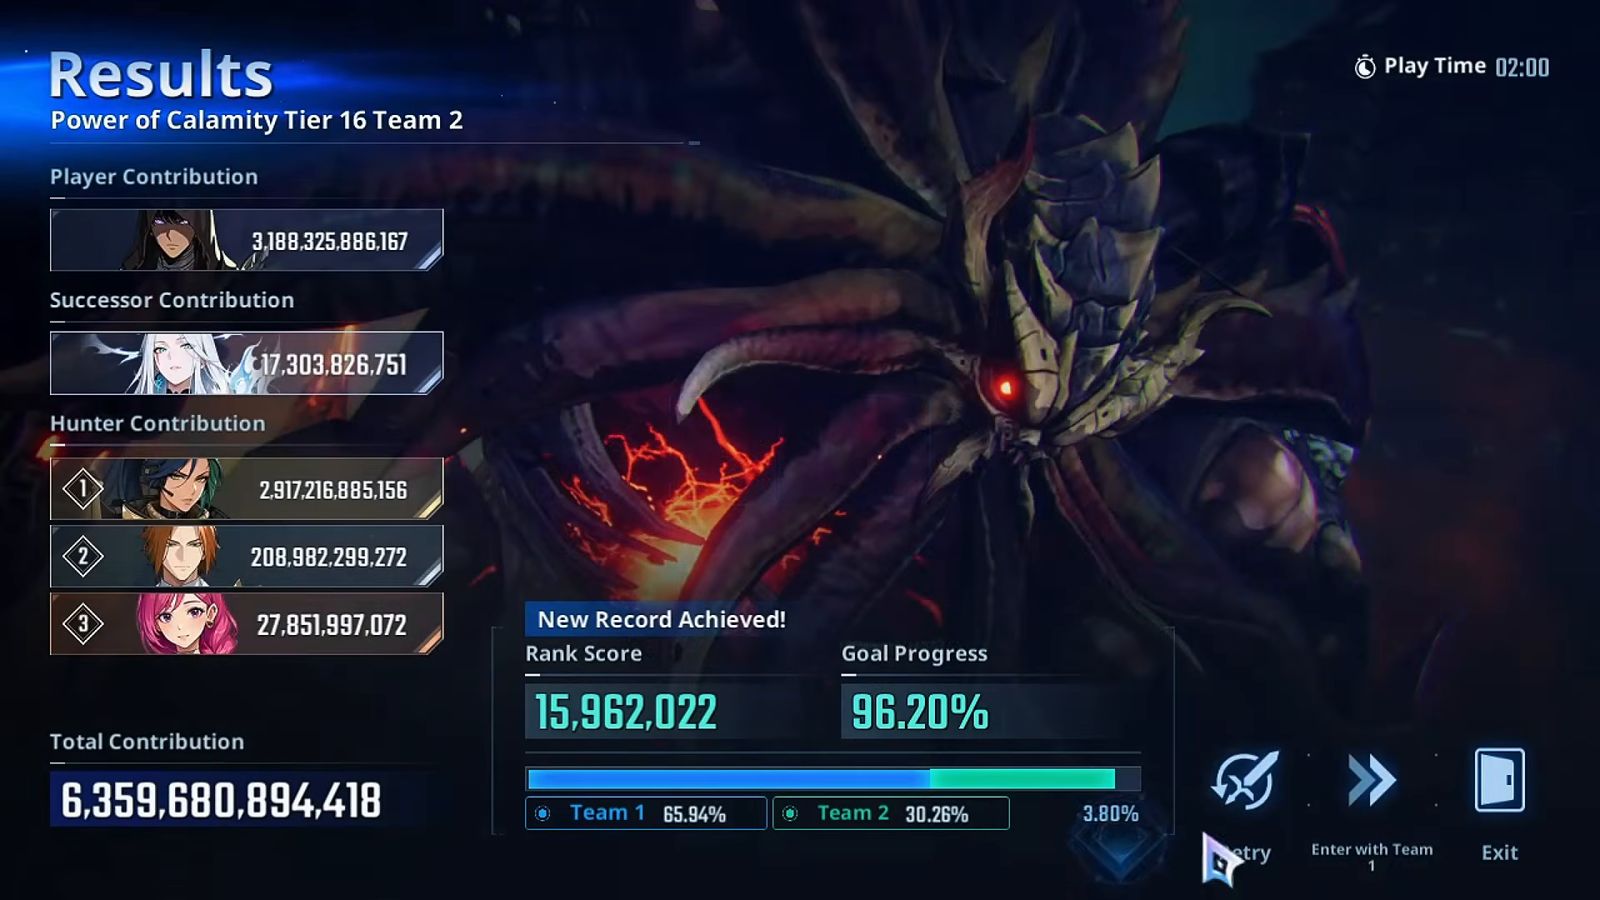 Results
Power of Calamity Tier 16 Team 2
Play Time 02:00
Player Contribution
3,188,325,886,167
Successor Contribution
17,303,826,751
Hunter Contribution
1 2,917,216,885,156
2 208,982,299,272
3 27,851,997,072
Total Contribution
6,359,680,894,418
New Record Achieved!
Rank Score
15,962,022
Goal Progress
96.20%
Team 1 65.94%
Team 2 30.26%
3.80%
Enter with Team
1
Exit